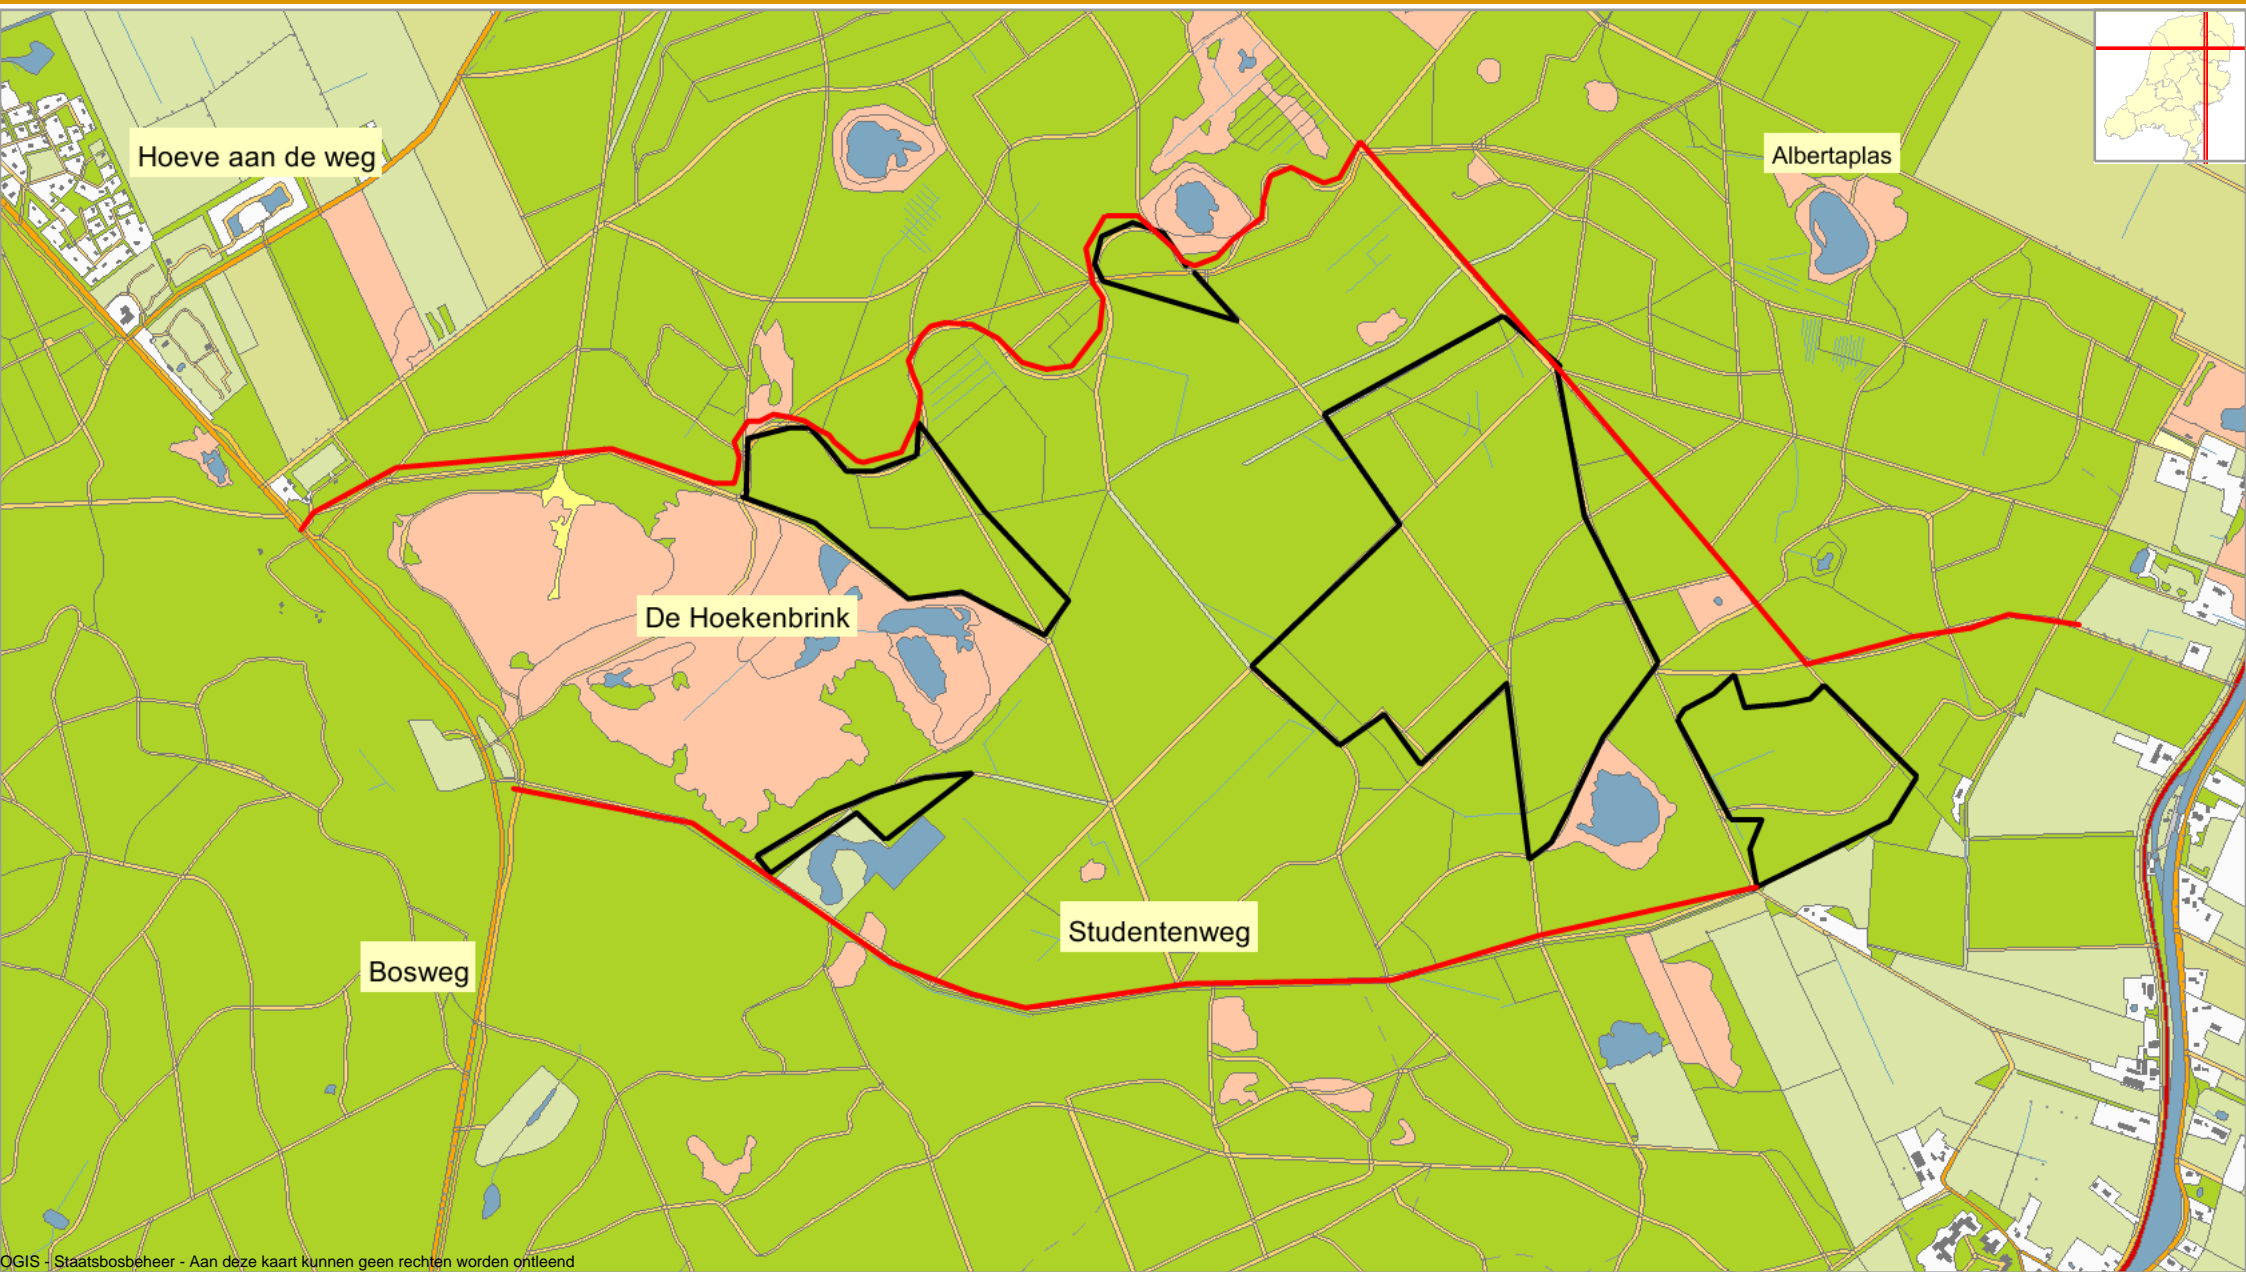 Hoeve aan de weg
Albertaplas
De Hoekenbrink
Studentenweg
Bosweg
OGIS - Staatsbosbeheer - Aan deze kaart kunnen geen rechten worden ontleend